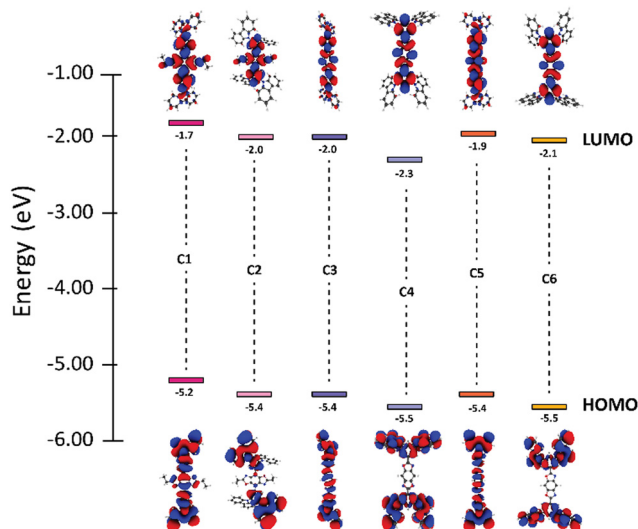 -1.00
-2.00
-3.00
-4.00
-5.00
-6.00
Energy (eV)
-1.7
-2.0
-2.0
-2.3
-1.9
-2.1
LUMO
C1
C2
C3
C4
C5
C6
-5.2
-5.4
-5.4
-5.5
-5.4
-5.5
HOMO